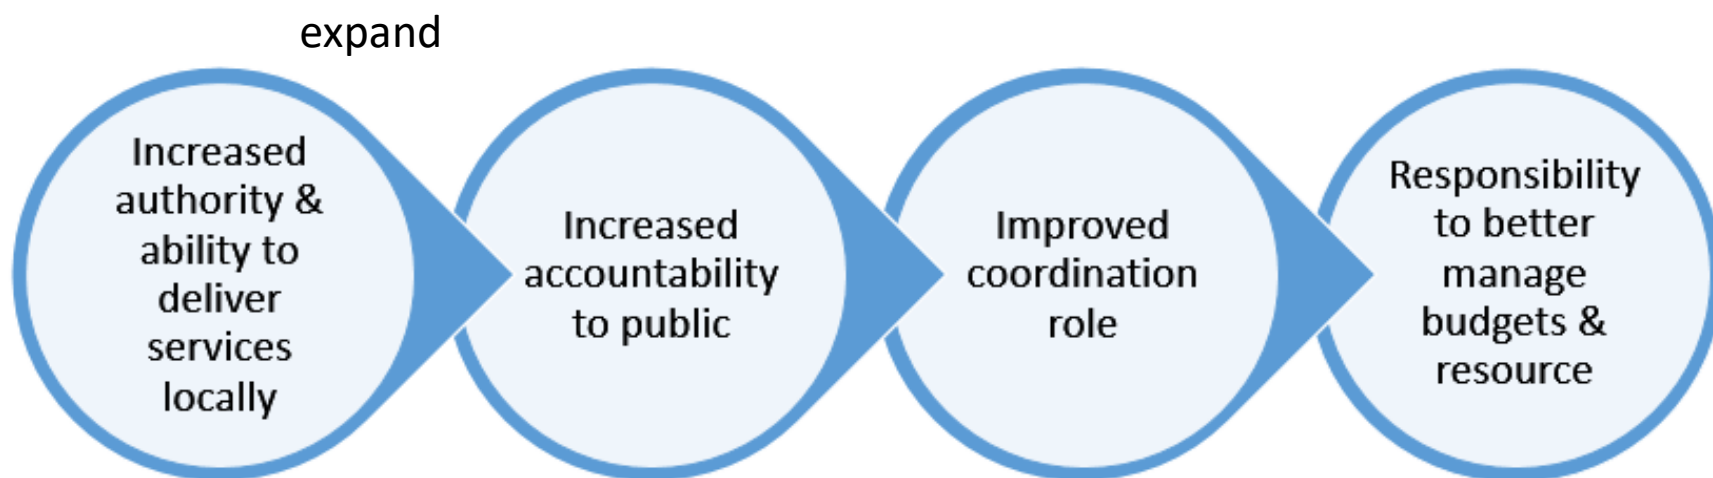 expand
Increased
authority &
ability to
deliver
services
locally
Increased
accountability
to public
Improved
coordination
role
Responsibility
to better
manage
budgets &
resource